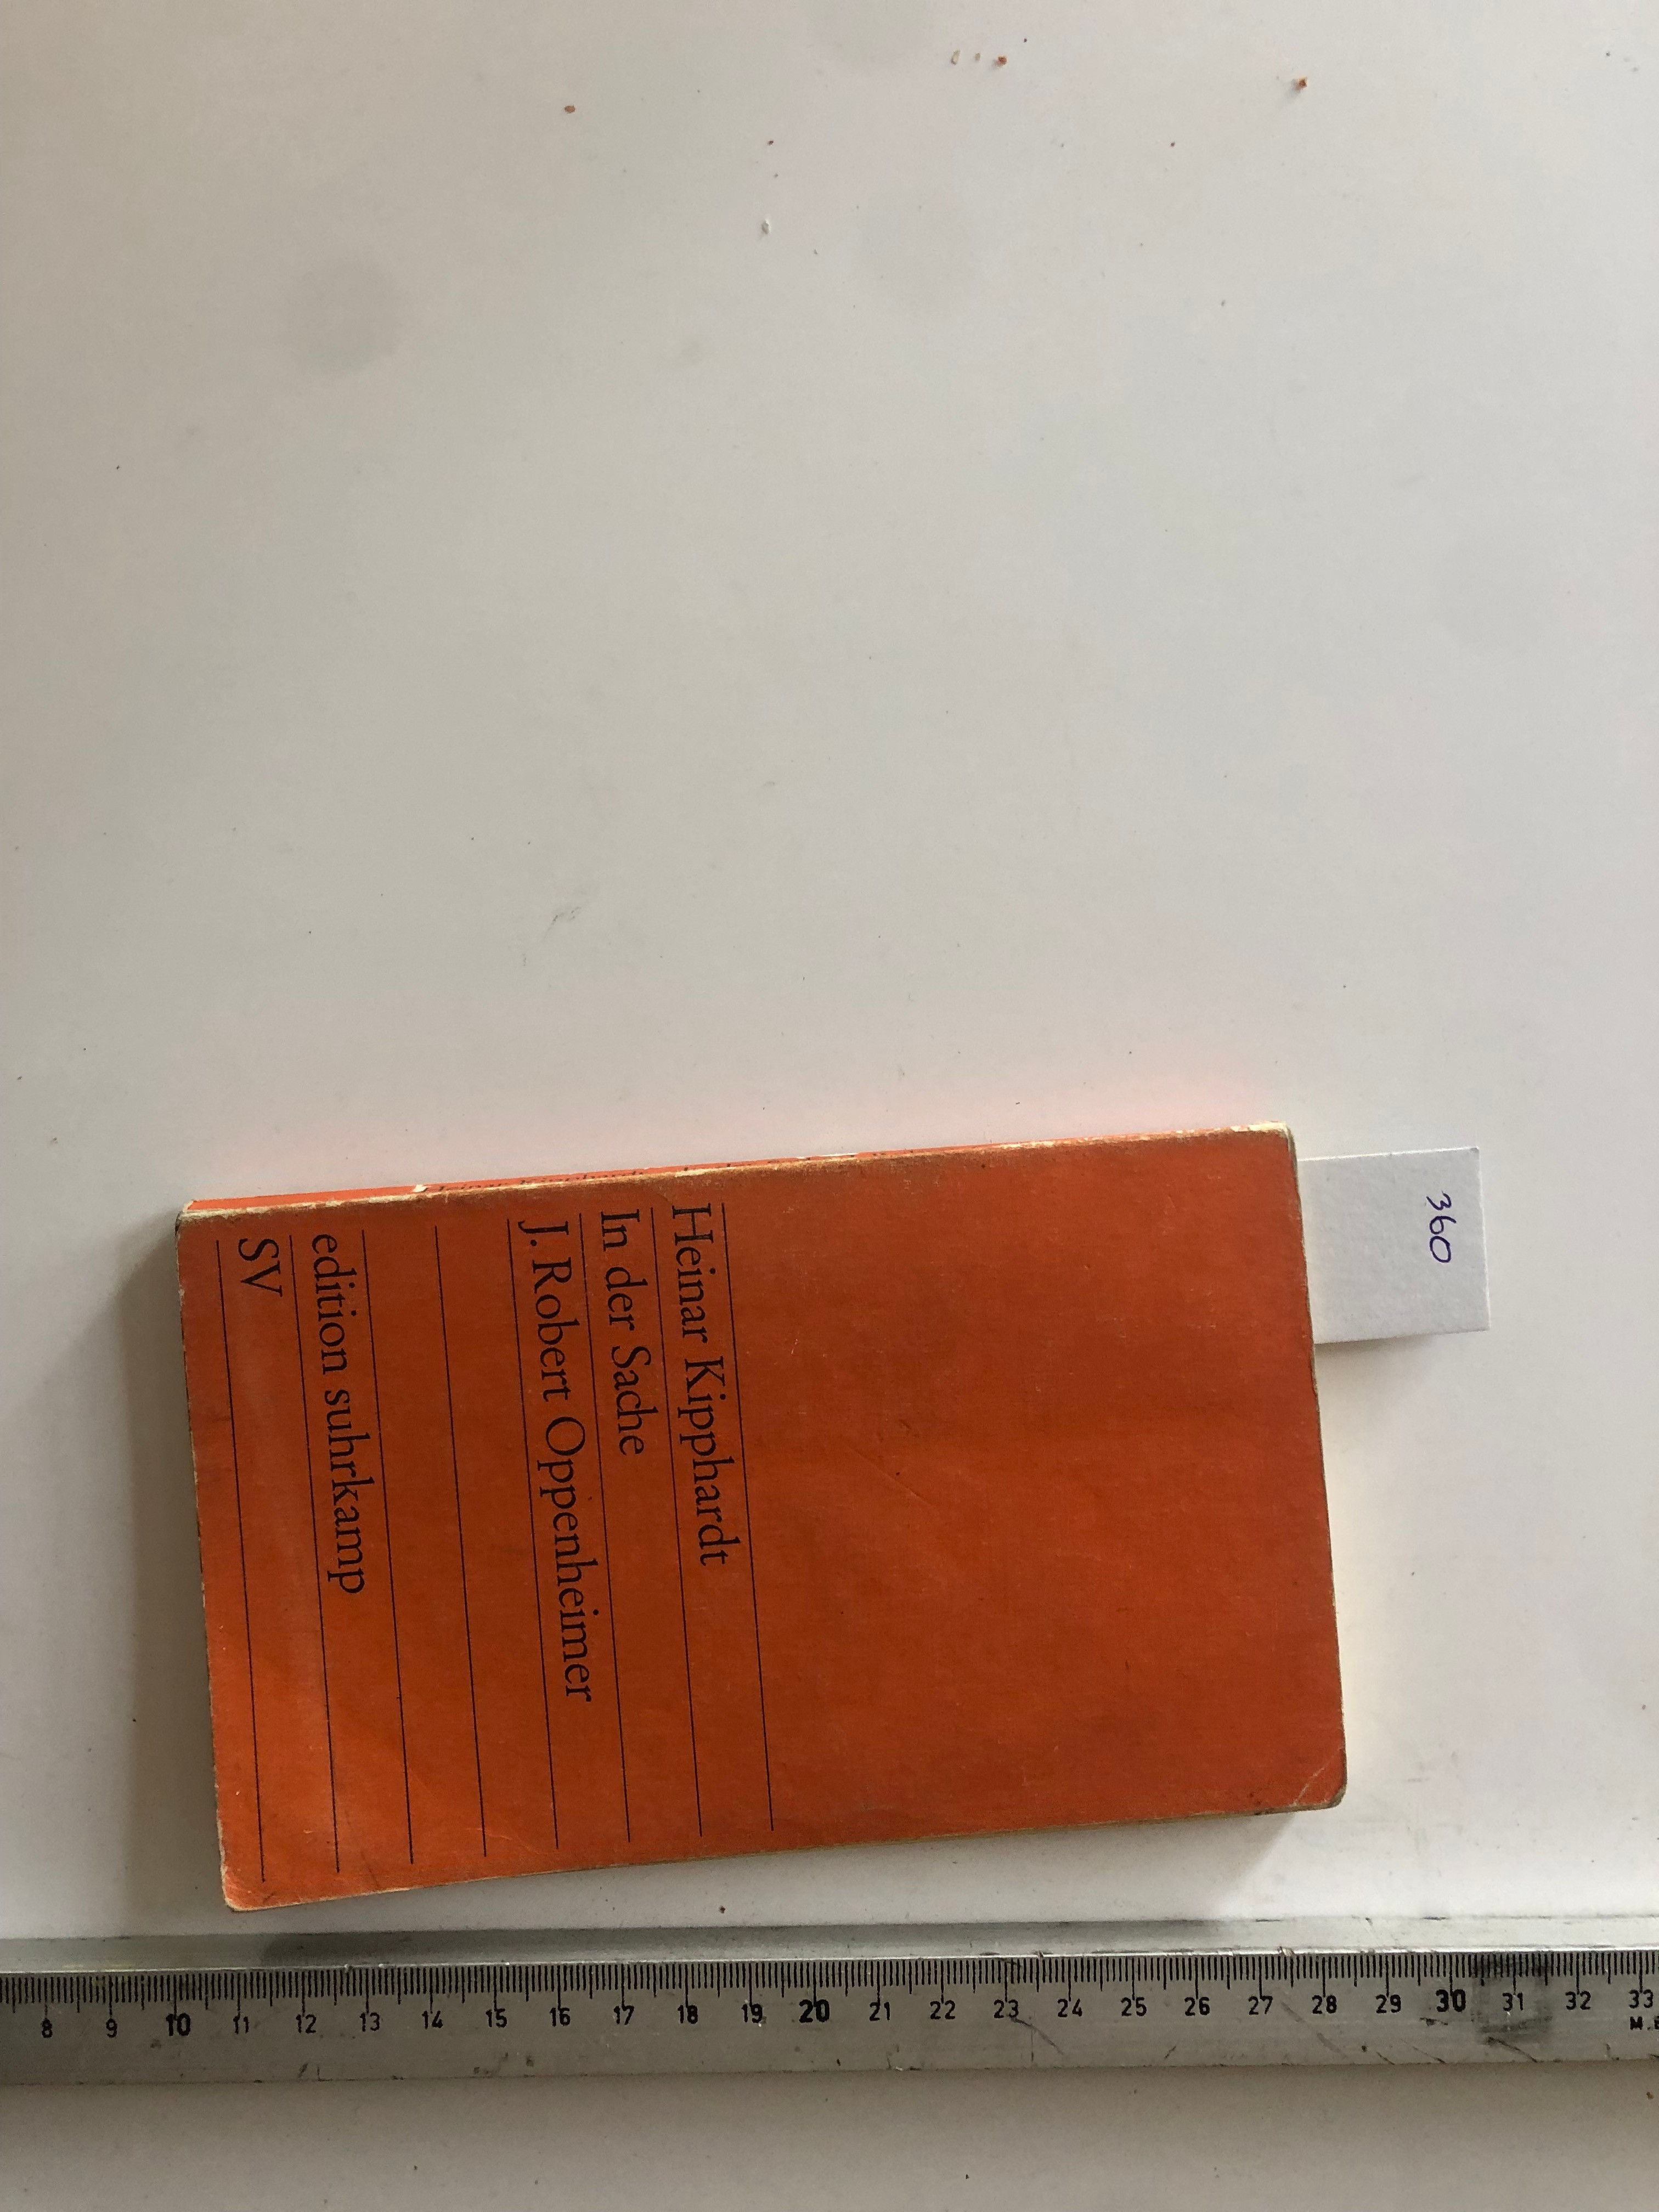 Heinar Kipphardt
In der Sache
J. Robert Oppenheimer
edition suhrkamp
SV
360
8 9 10 11 12 13 14 15 16 17 18 19 20 21 22 23 24 25 26 27 28 29 30 31 32 33